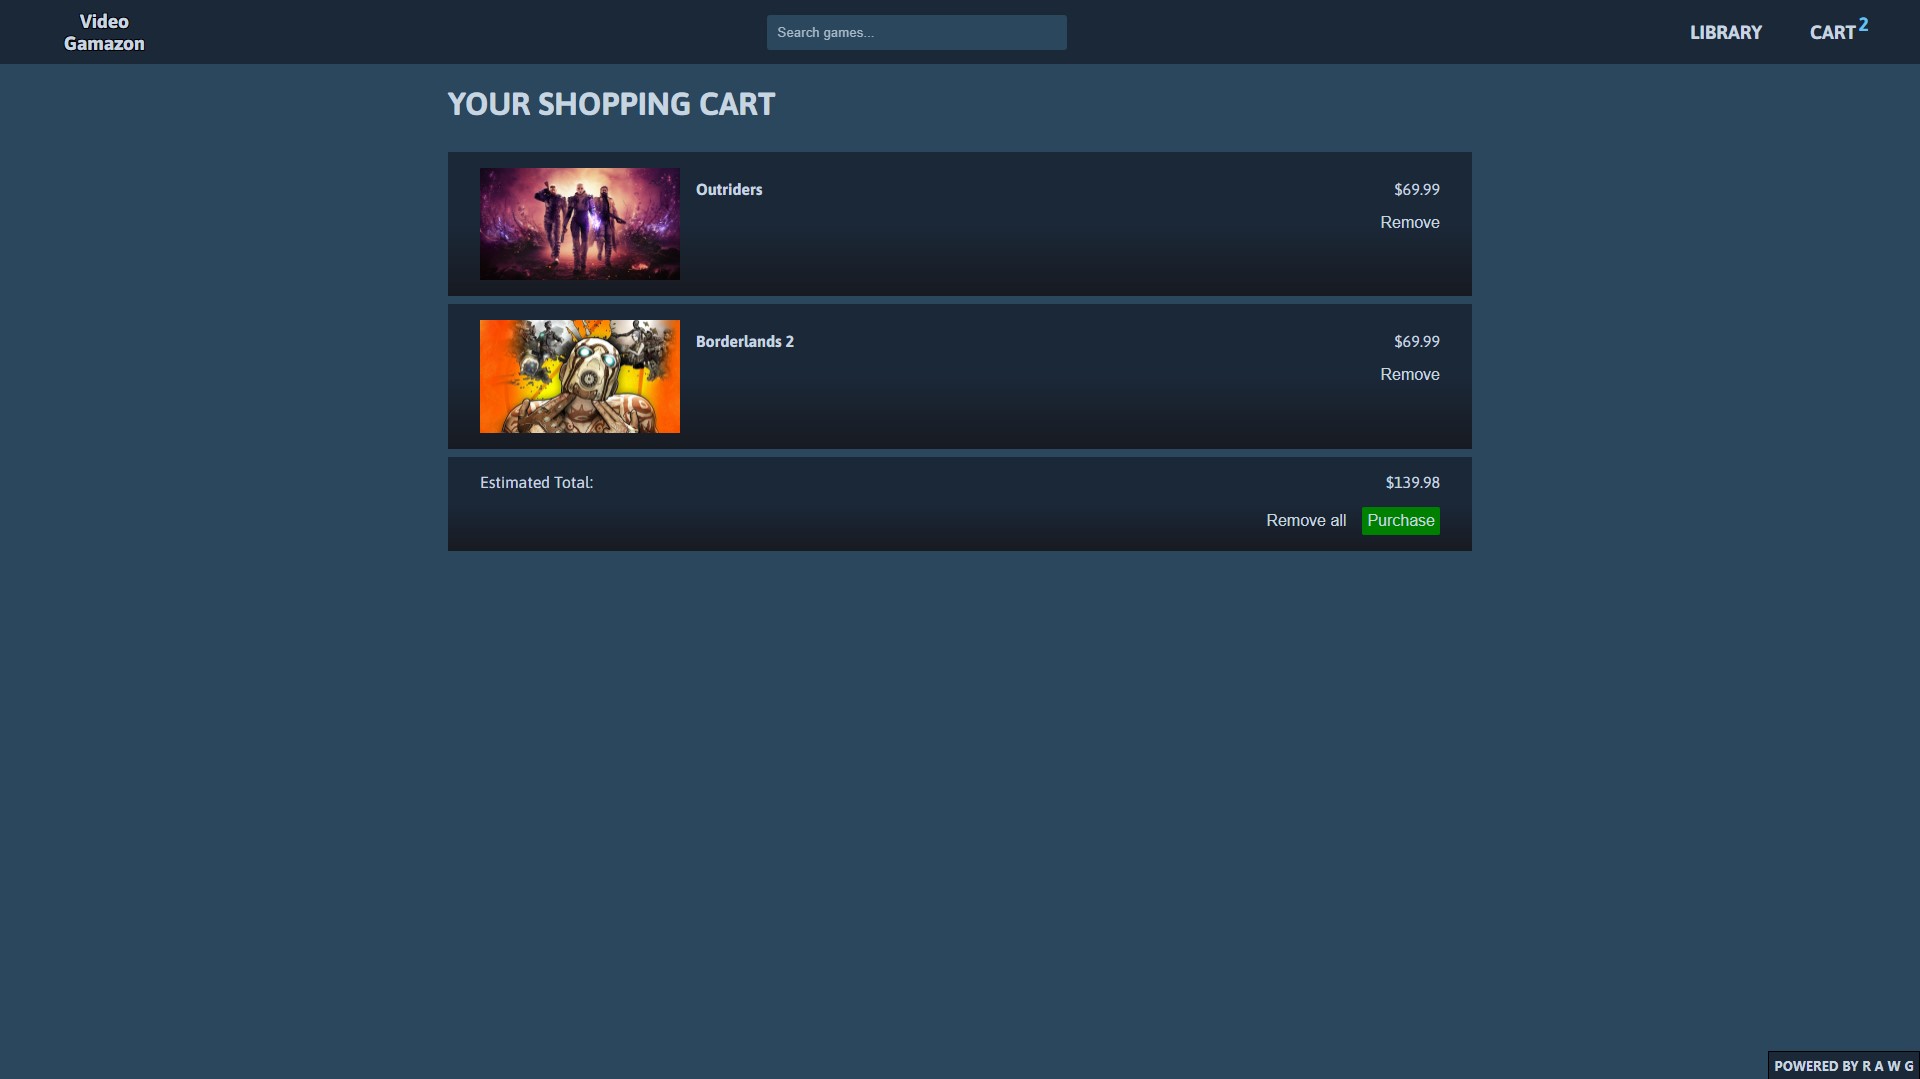 Video
Gamazon
Search games...
LIBRARY
CART 2
YOUR SHOPPING CART
Outriders
$69.99
Remove
Borderlands 2
$69.99
Remove
Estimated Total:
$139.98
Remove all
Purchase
POWERED BY R A W G